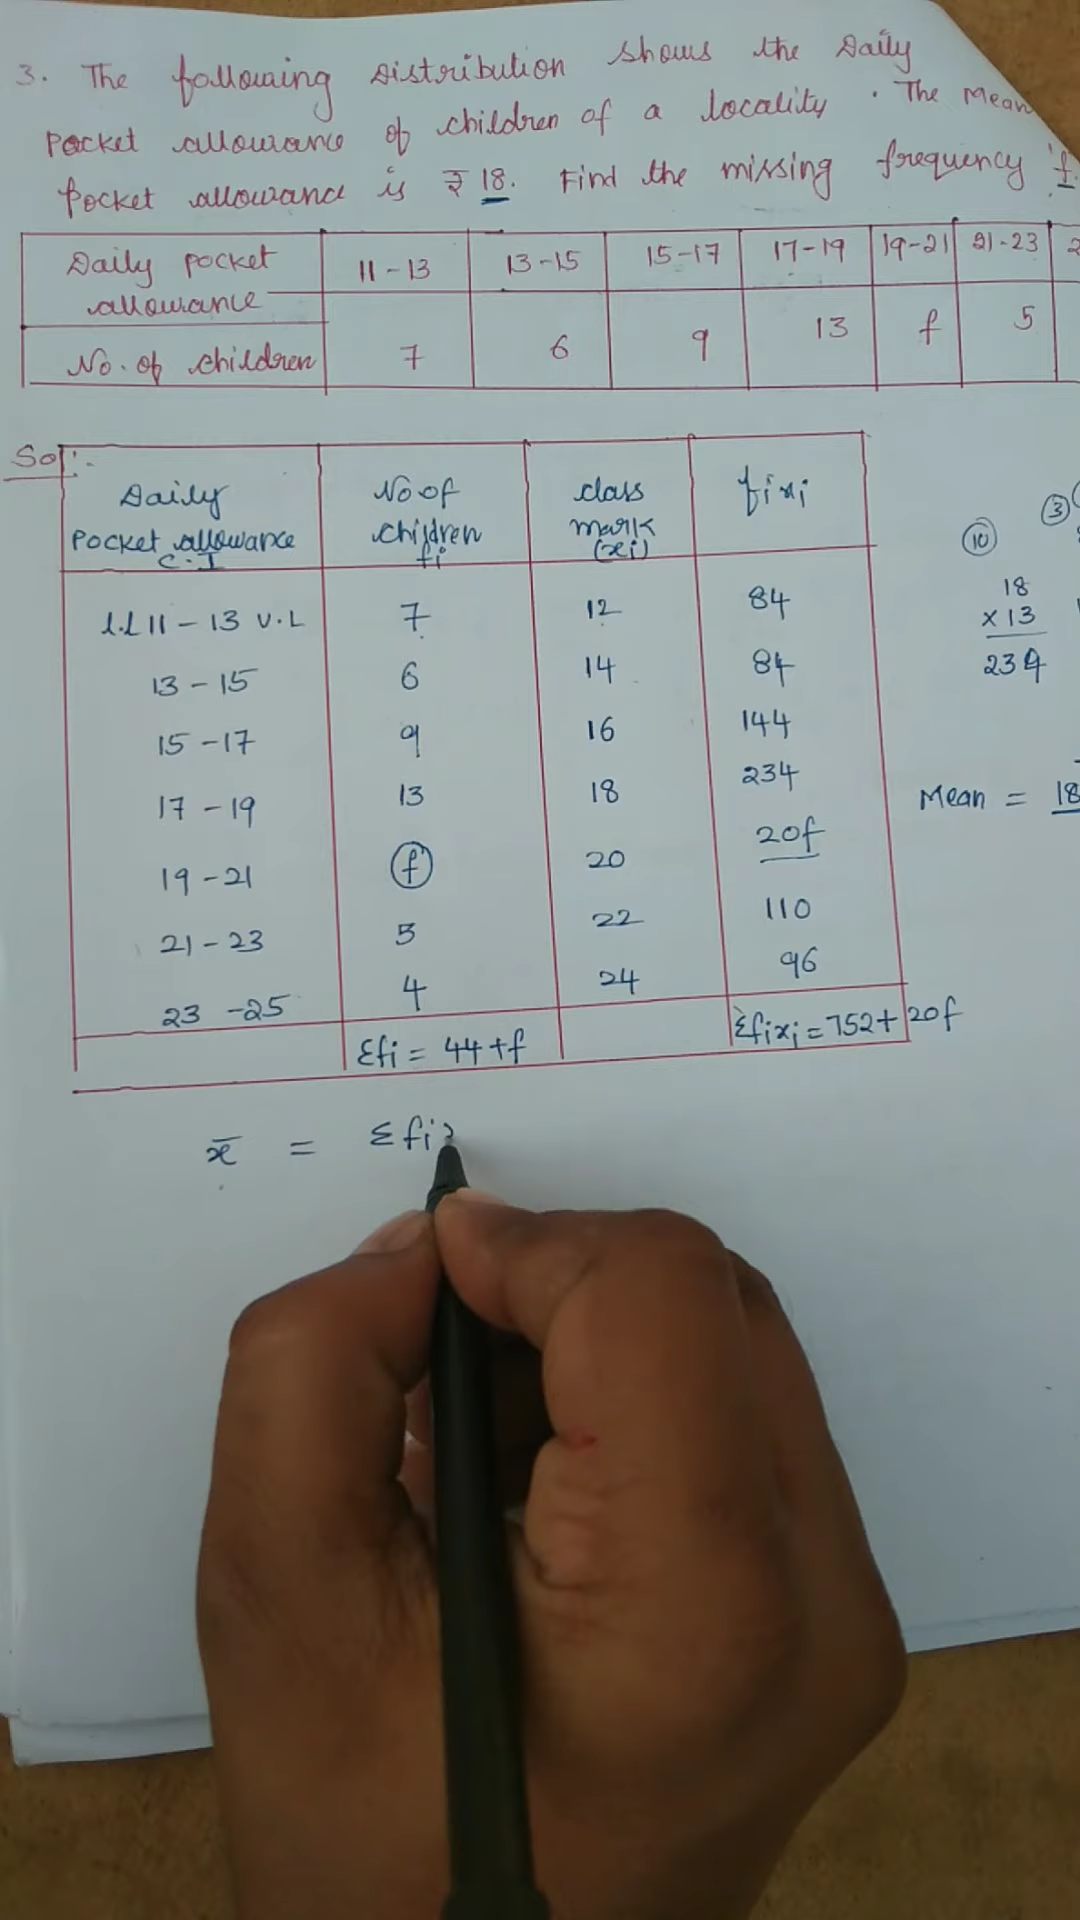 3. The following Distribution shows the Daily
Pocket allowance of children of a locality. The Mean
Pocket allowance is ₹ 18. Find the missing frequency 'f
Daily pocket allowance 11-13 13-15 15-17 17-19 19-21 21-23 2
No. of children 7 6 9 13 f 5
Sol:-
Daily Pocket allowance C.I No of children fi class mark (xi) fixi
l.l 11 - 13 U.L 7 12 84
13 - 15 6 14 84
15 - 17 9 16 144
17 - 19 13 18 234
19 - 21 f 20 20f
21 - 23 5 22 110
23 - 25 4 24 96
Σfi = 44 + f Σfixi = 752 + 20f
10
3
18
x 13
234
Mean = 18
x̄ = Σfi